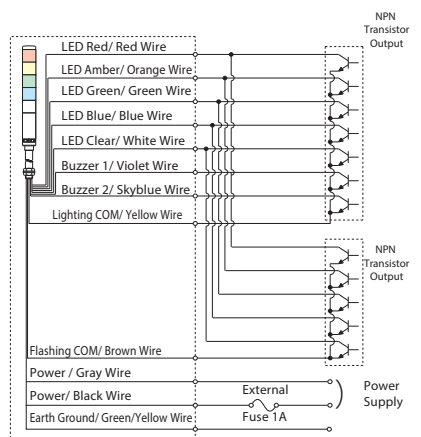 NPN
Transistor
Output
LED Red/ Red Wire
LED Amber/ Orange Wire
LED Green/ Green Wire
LED Blue/ Blue Wire
LED Clear/ White Wire
Buzzer 1/ Violet Wire
Buzzer 2/ Skyblue Wire
Lighting COM/ Yellow Wire
NPN
Transistor
Output
Flashing COM/ Brown Wire
Power / Gray Wire
Power/ Black Wire
External
Fuse 1A
Power
Supply
Earth Ground/ Green/Yellow Wire